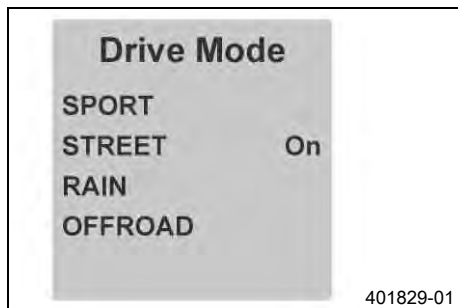 Drive Mode
SPORT
STREET On
RAIN
OFFROAD
401829-01